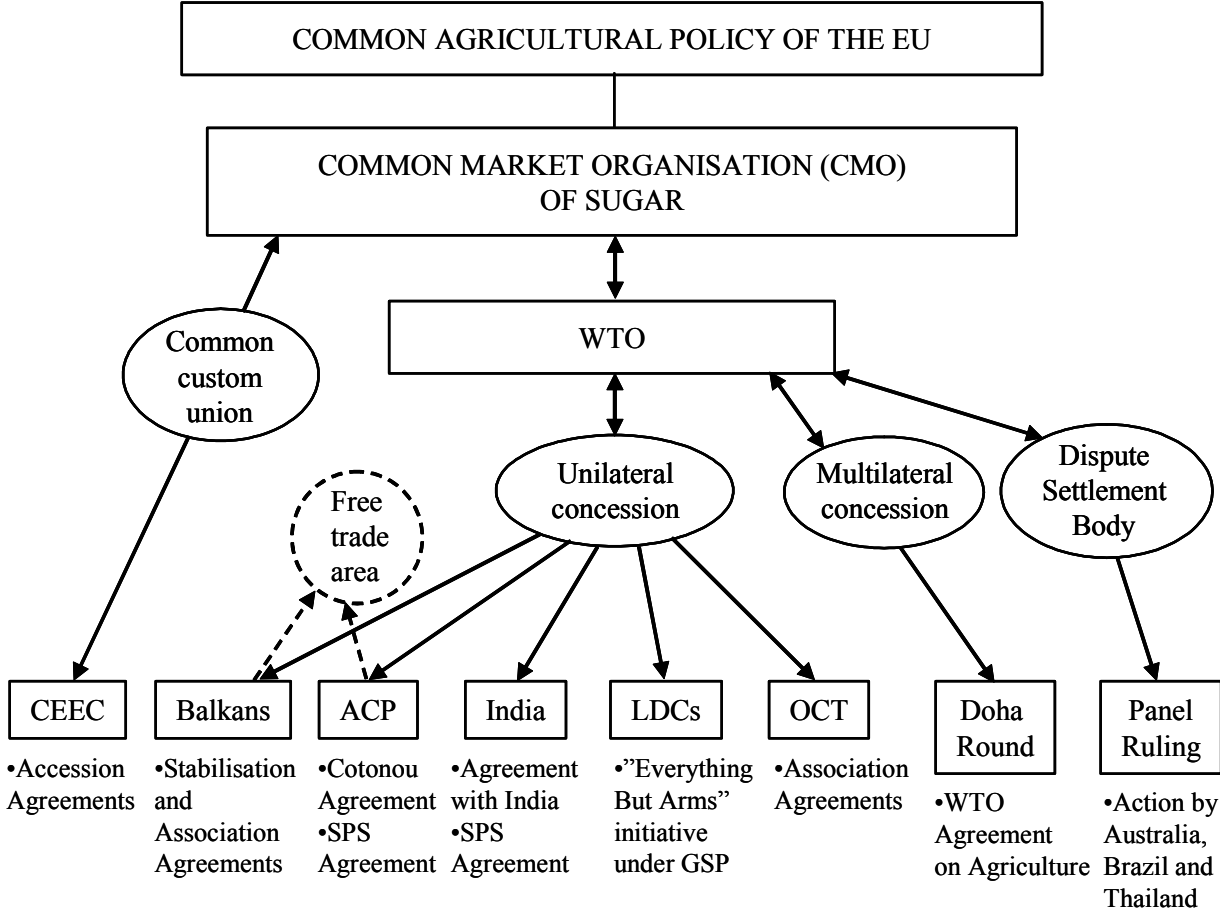 COMMON AGRICULTURAL POLICY OF THE EU
COMMON MARKET ORGANISATION (CMO)
OF SUGAR
WTO
Common
custom
union
Free
trade
area
Unilateral
concession
Multilateral
concession
Dispute
Settlement
Body
CEEC
•Accession
Agreements
Balkans
•Stabilisation
and
Association
Agreements
ACP
•Cotonou
Agreement
•SPS
Agreement
India
•Agreement
with India
•SPS
Agreement
LDCs
•”Everything
But Arms”
initiative
under GSP
OCT
•Association
Agreements
Doha
Round
•WTO
Agreement
on Agriculture
Panel
Ruling
•Action by
Australia,
Brazil and
Thailand